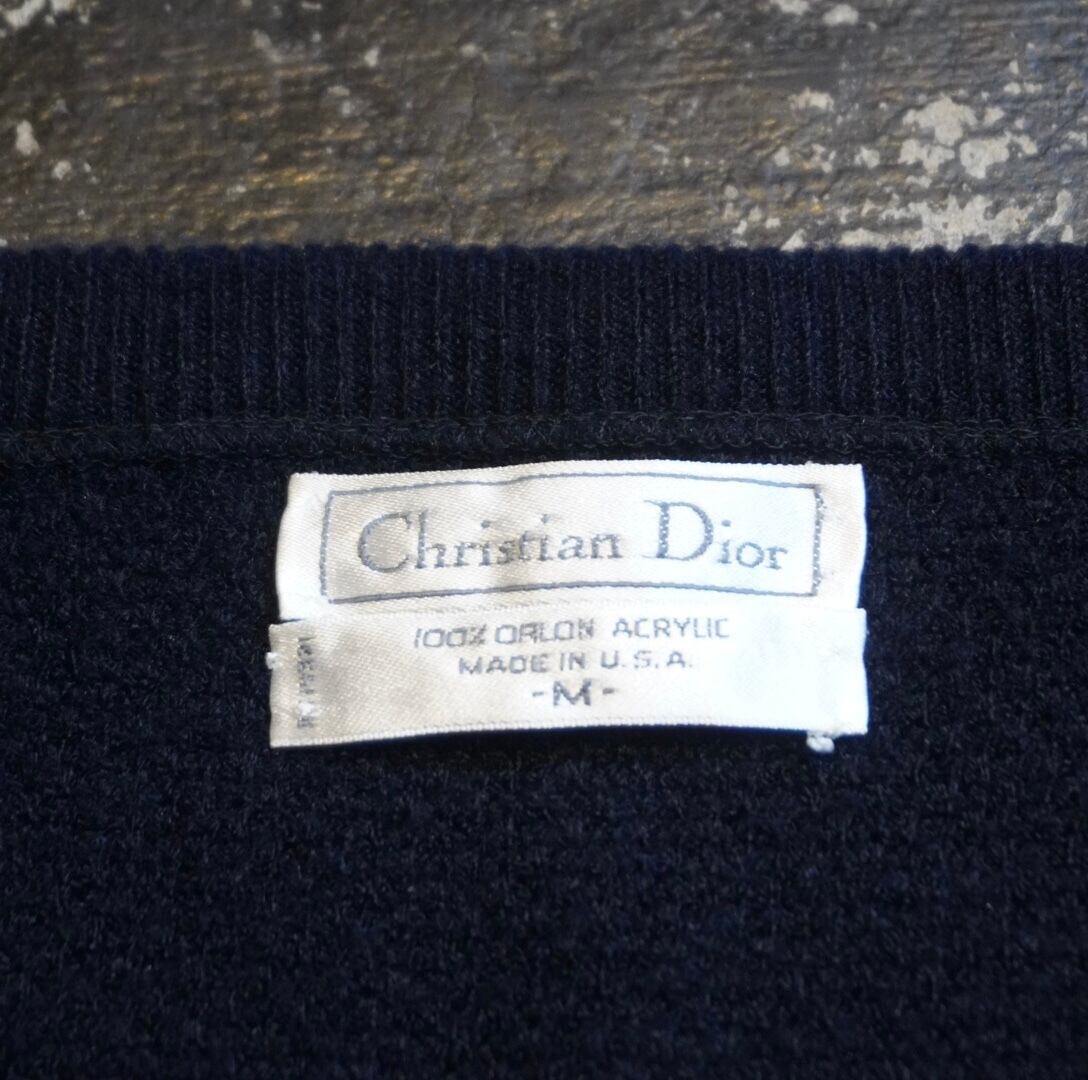 Christian Dior
100% ORLON ACRYLIC
MADE IN U.S.A.
-M-